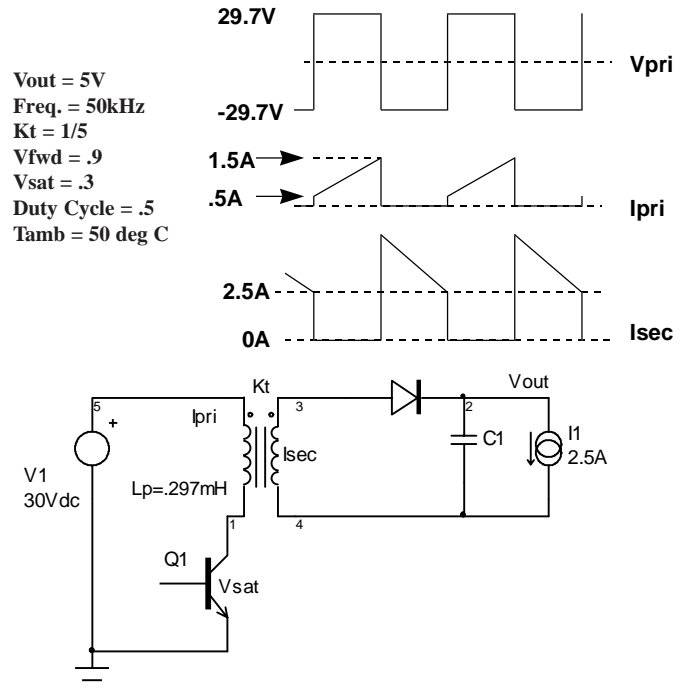 29.7V
Vpri
-29.7V
Vout = 5V
Freq. = 50kHz
Kt = 1/5
Vfwd = .9
Vsat = .3
Duty Cycle = .5
Tamb = 50 deg C
1.5A
.5A
Ipri
2.5A
0A
Isec
Kt
Vout
5
Ipri
3
2
+
Isec
C1
I1
2.5A
V1
30Vdc
Lp=.297mH
1
4
Q1
Vsat